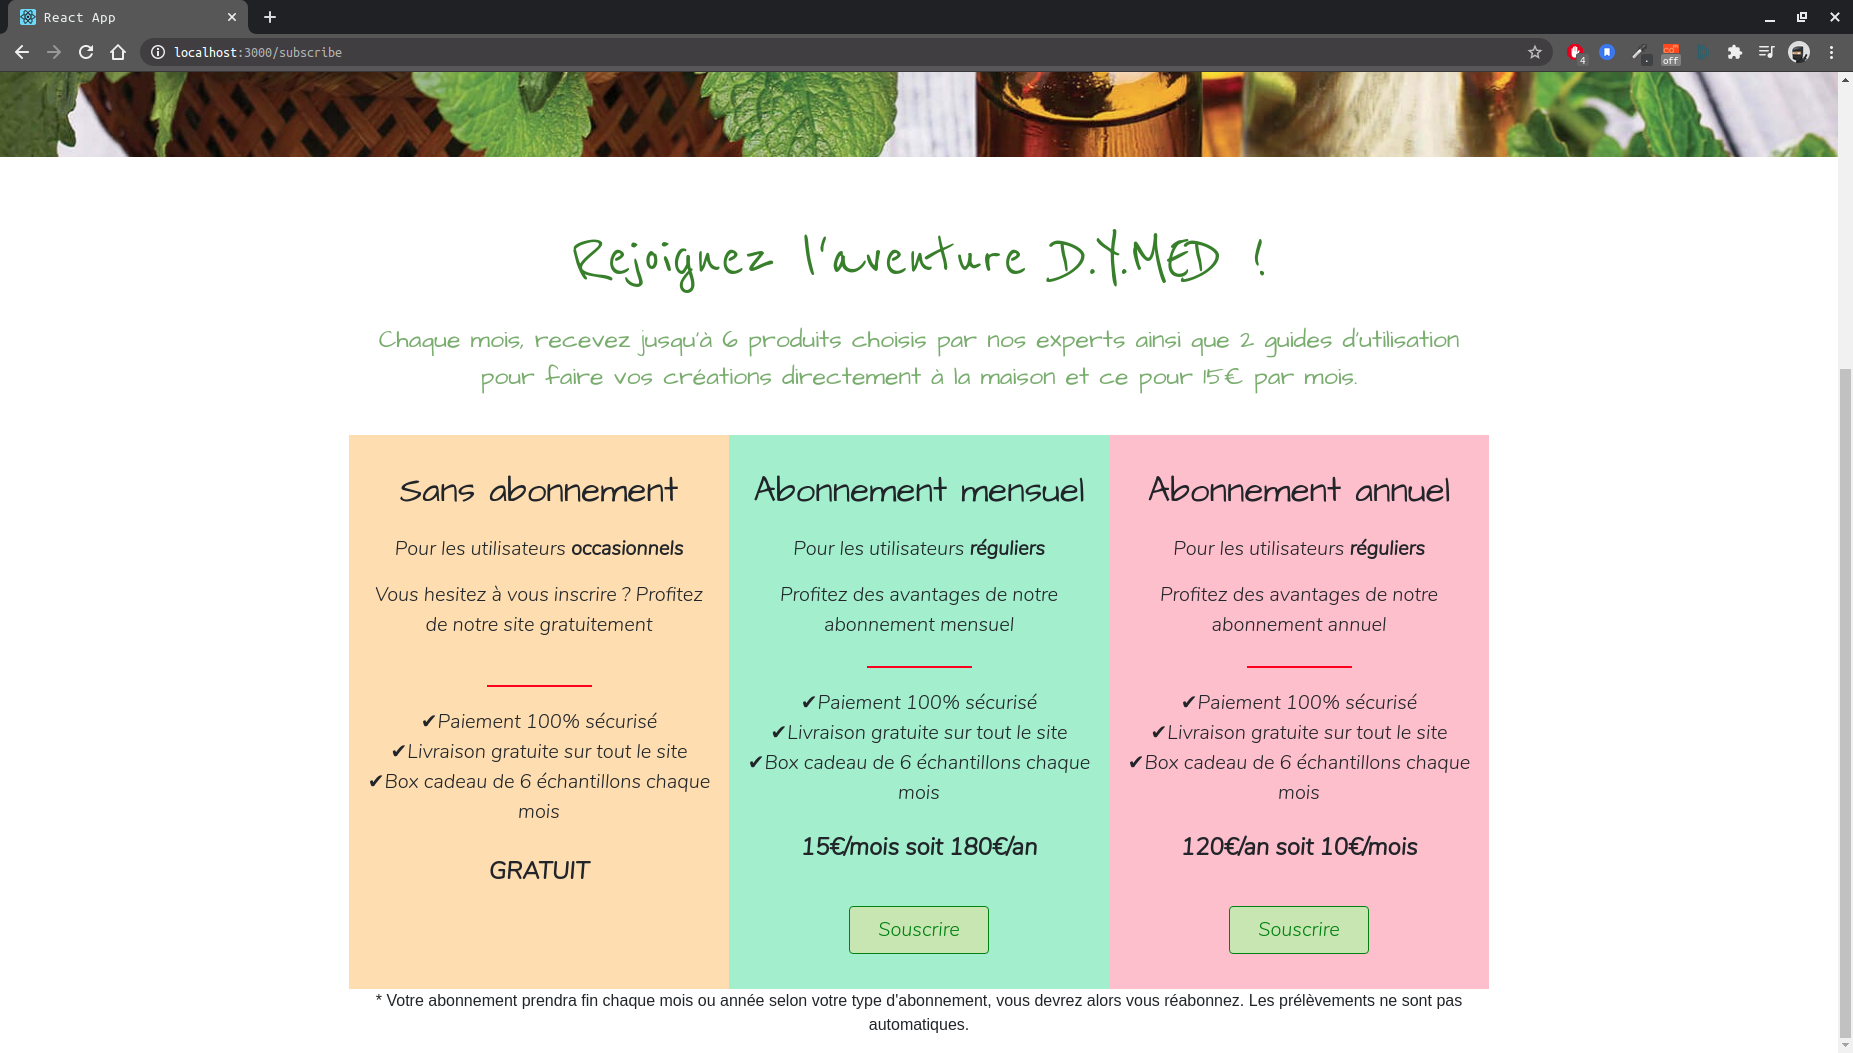 React App
localhost:3000/subscribe
4
off
Rejoignez l'aventure D.Y.MED !
Chaque mois, recevez jusqu'à 6 produits choisis par nos experts ainsi que 2 guides d'utilisation
pour faire vos créations directement à la maison et ce pour 15€ par mois.
Sans abonnement
Pour les utilisateurs occasionnels
Vous hesitez à vous inscrire ? Profitez
de notre site gratuitement
✔Paiement 100% sécurisé
✔Livraison gratuite sur tout le site
✔Box cadeau de 6 échantillons chaque
mois
GRATUIT
Abonnement mensuel
Pour les utilisateurs réguliers
Profitez des avantages de notre
abonnement mensuel
✔Paiement 100% sécurisé
✔Livraison gratuite sur tout le site
✔Box cadeau de 6 échantillons chaque
mois
15€/mois soit 180€/an
Souscrire
Abonnement annuel
Pour les utilisateurs réguliers
Profitez des avantages de notre
abonnement annuel
✔Paiement 100% sécurisé
✔Livraison gratuite sur tout le site
✔Box cadeau de 6 échantillons chaque
mois
120€/an soit 10€/mois
Souscrire
* Votre abonnement prendra fin chaque mois ou année selon votre type d'abonnement, vous devrez alors vous réabonnez. Les prélèvements ne sont pas
automatiques.